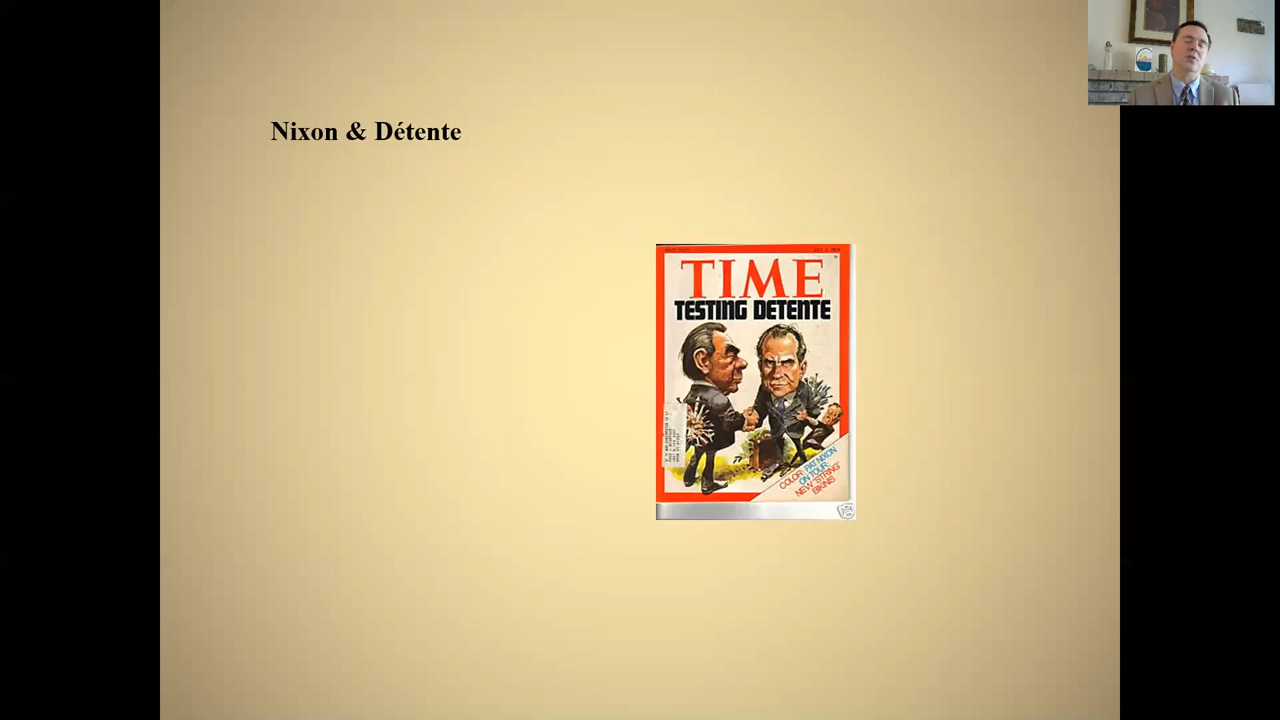 Nixon & Détente
TIME
TESTING DETENTE
COLOR: PAT NIXON
ON TOUR:
NEW 'STRING'
BIKINIS